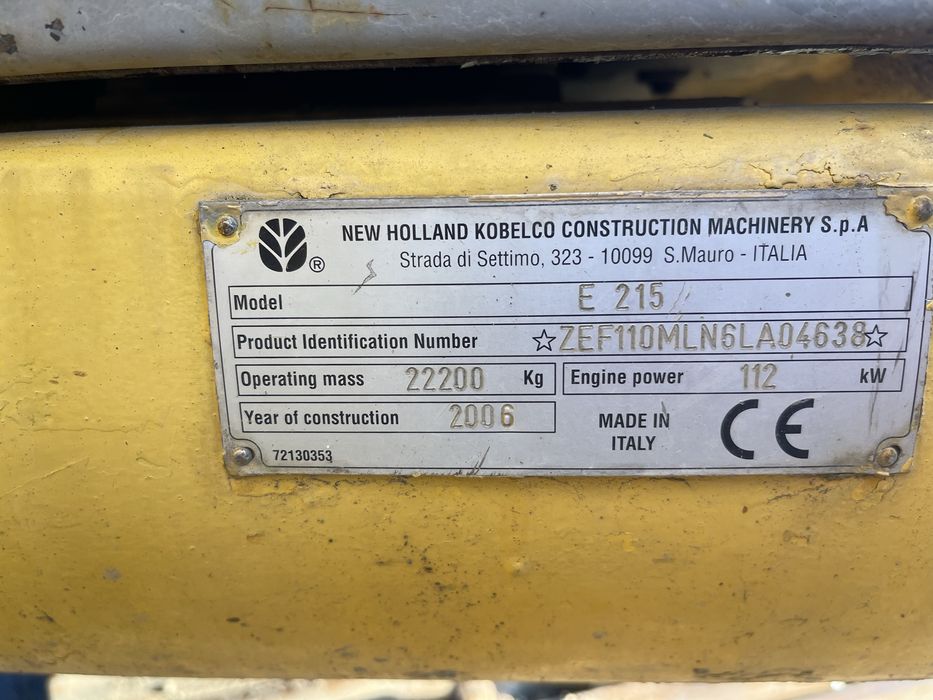 NEW HOLLAND KOBELCO CONSTRUCTION MACHINERY S.p.A
Strada di Settimo, 323 - 10099 S.Mauro - ITALIA
®
Model E 215
Product Identification Number ☆ZEF110MLN6LA04638☆
Operating mass 22200 Kg Engine power 112 kW
Year of construction 2006
MADE IN
ITALY
CE
72130353